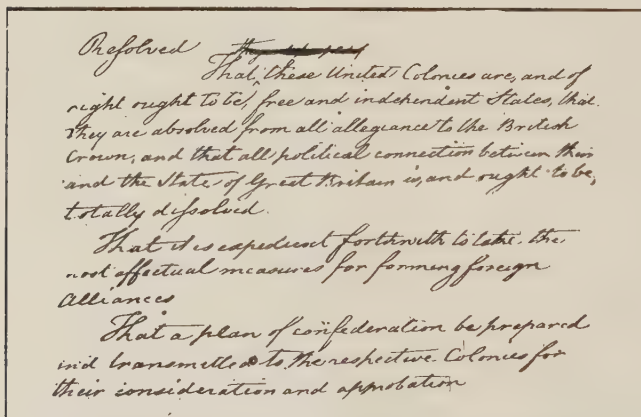 Resolved
That, these United Colonies are, and of
right ought to be, free and independent States, that
They are absolved from all allegiance to the British
Crown, and that all political connection between them
and the State of Great Britain is, and ought to be,
totally dissolved.
That it is expedient forthwith to take the
most effectual measures for forming foreign
Alliances
That a plan of confederation be prepared
and transmitted to the respective Colonies for
their consideration and approbation